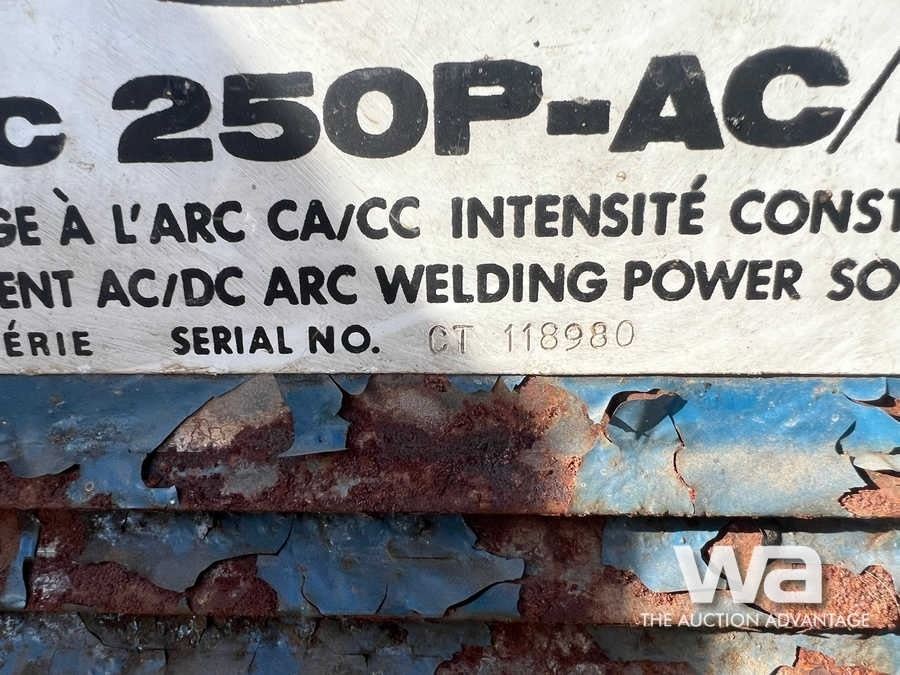 c 250P-AC/
GE À L'ARC CA/CC INTENSITÉ CONST
ENT AC/DC ARC WELDING POWER SO
ÉRIE SERIAL NO. CT 118980
wa
THE AUCTION ADVANTAGE